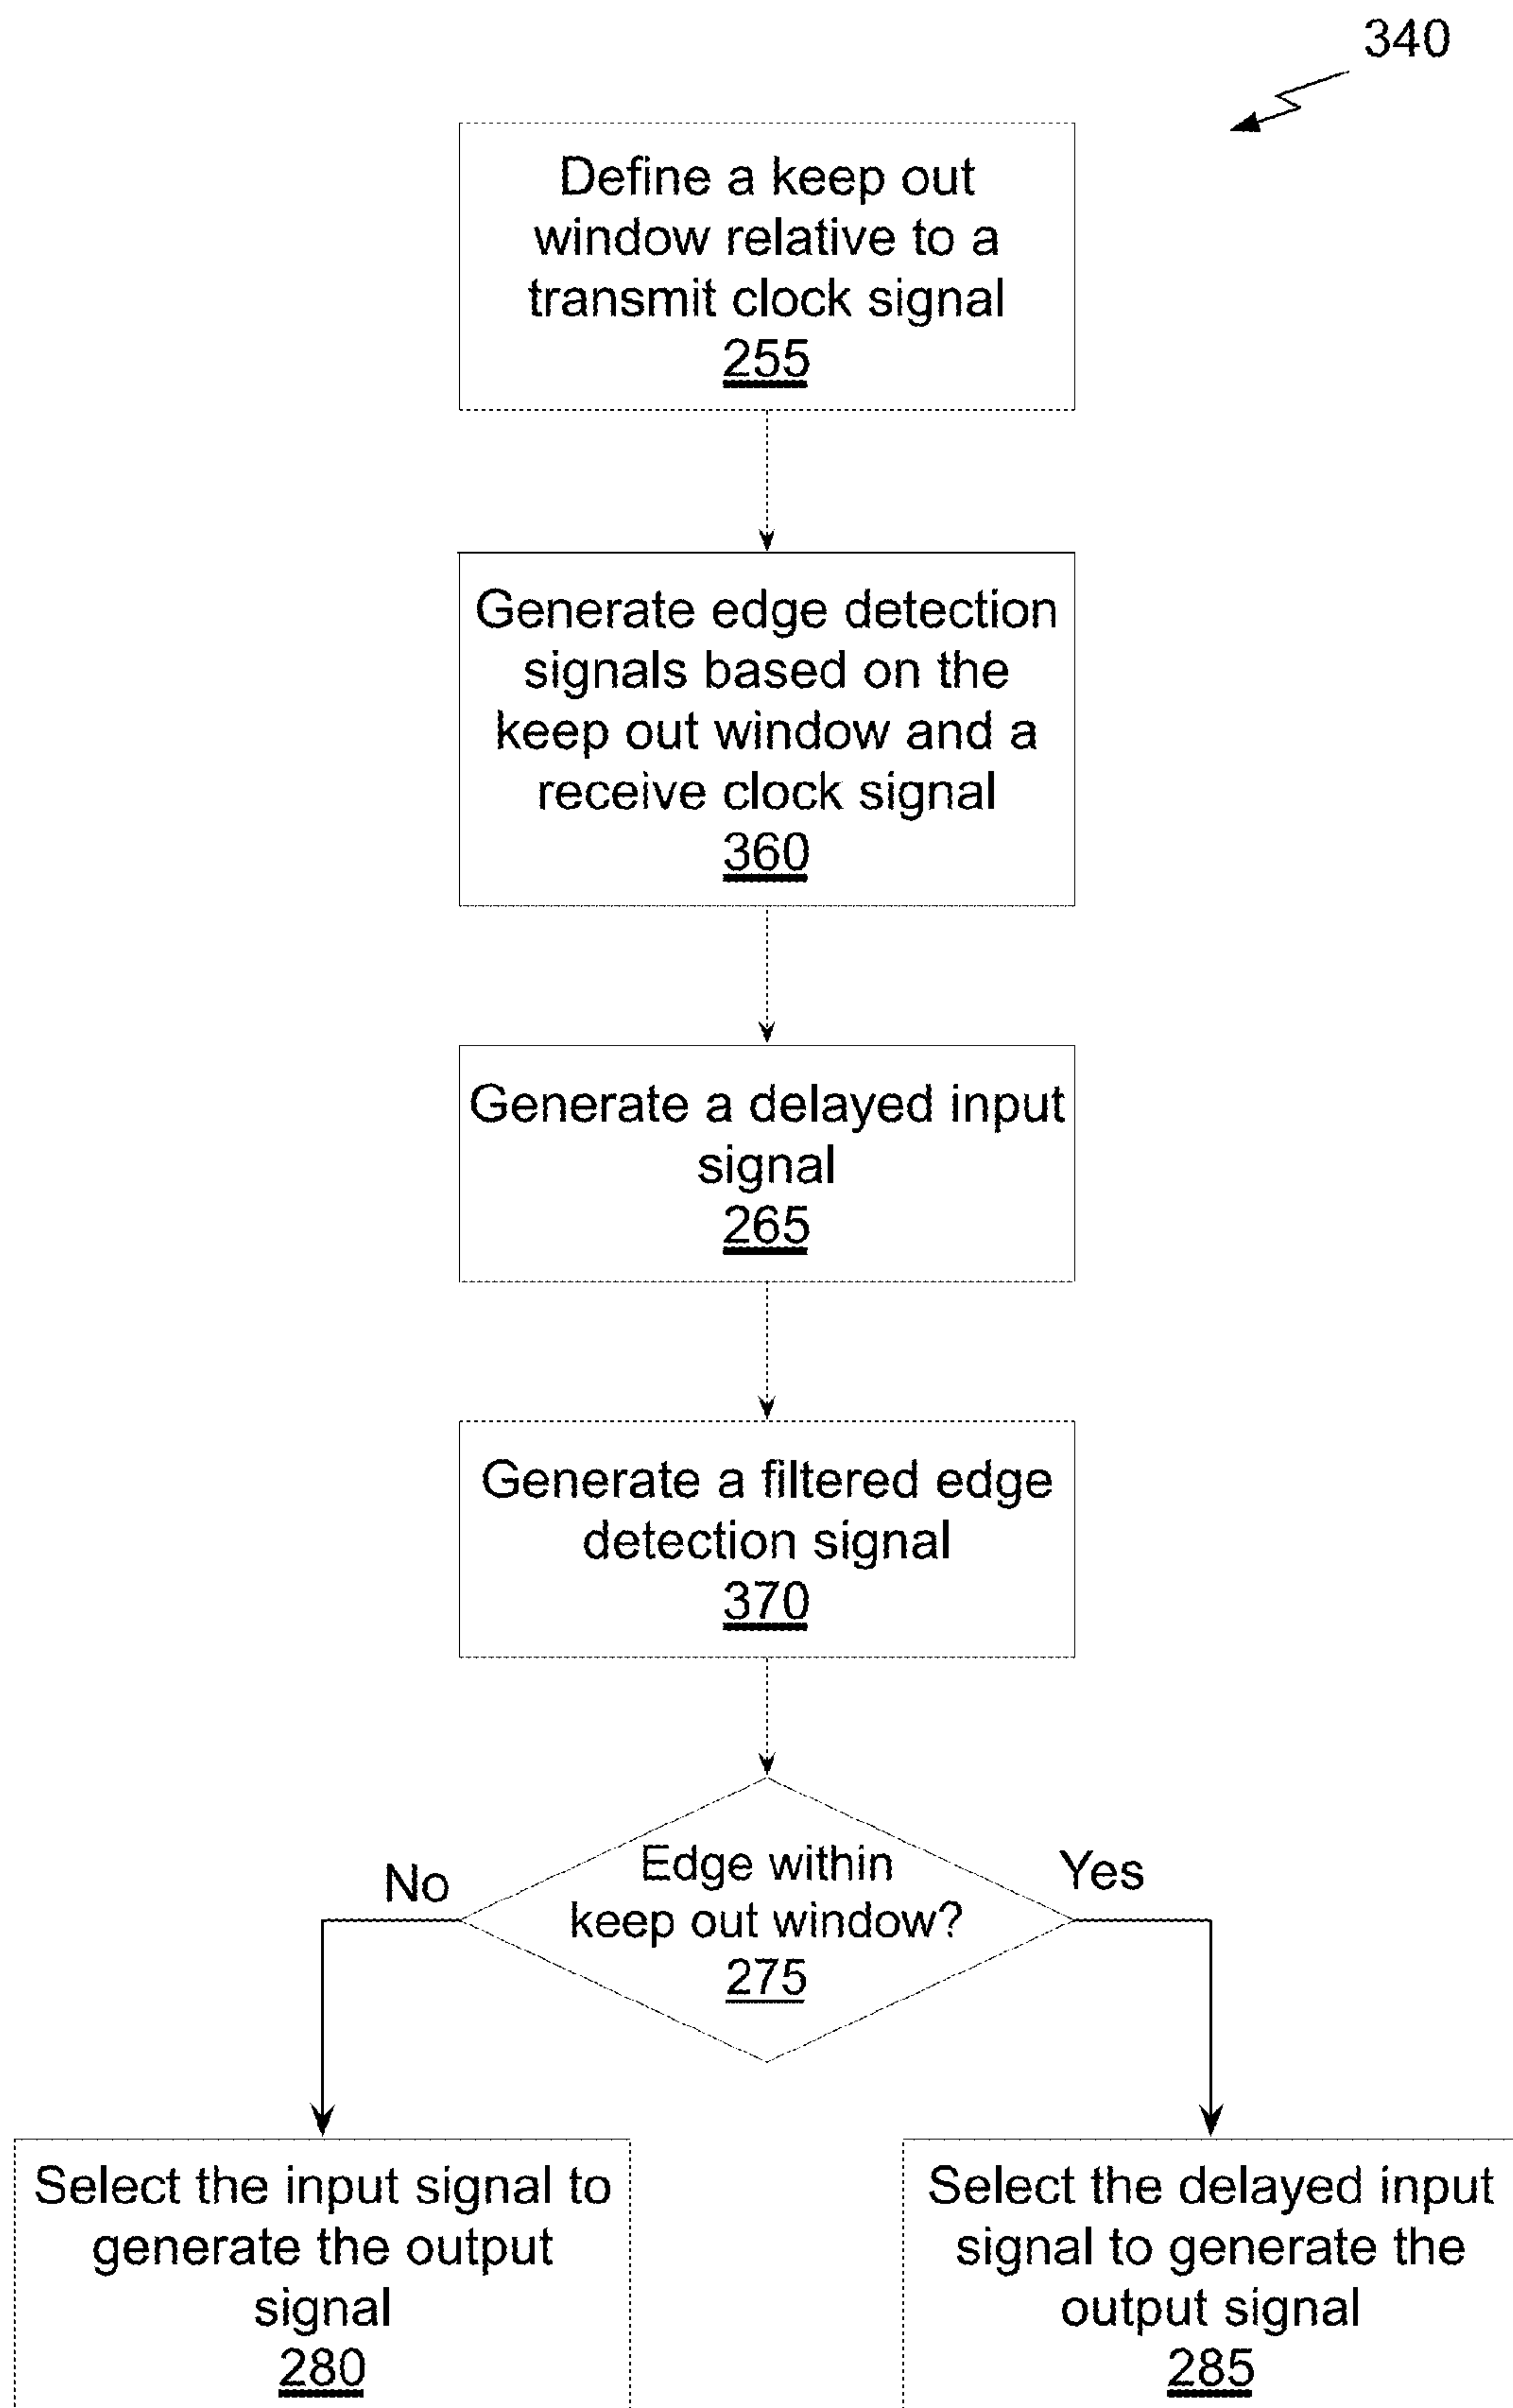 340
Define a keep out
window relative to a
transmit clock signal
255
Generate edge detection
signals based on the
keep out window and a
receive clock signal
360
Generate a delayed input
signal
265
Generate a filtered edge
detection signal
370
Edge within
keep out window?
275
No
Yes
Select the input signal to
generate the output
signal
280
Select the delayed input
signal to generate the
output signal
285